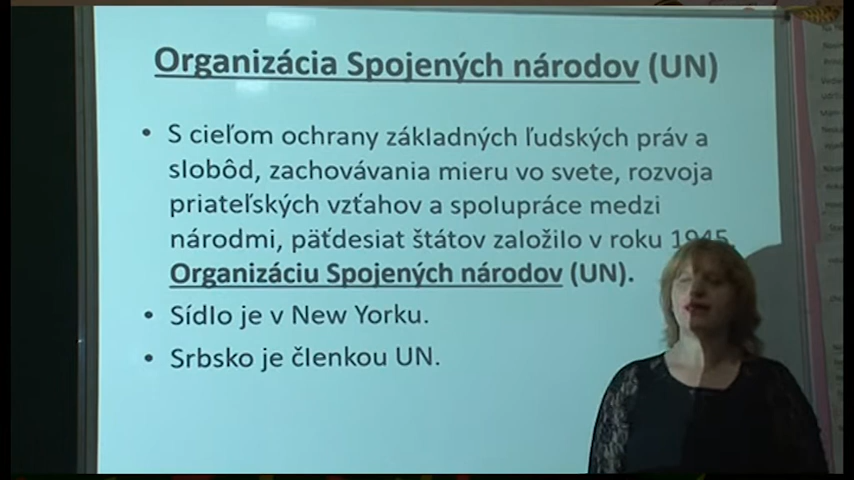 Organizácia Spojených národov (UN)
• S cieľom ochrany základných ľudských práv a
slobôd, zachovávania mieru vo svete, rozvoja
priateľských vzťahov a spolupráce medzi
národmi, päťdesiat štátov založilo v roku 1945.
Organizáciu Spojených národov (UN).
• Sídlo je v New Yorku.
• Srbsko je členkou UN.